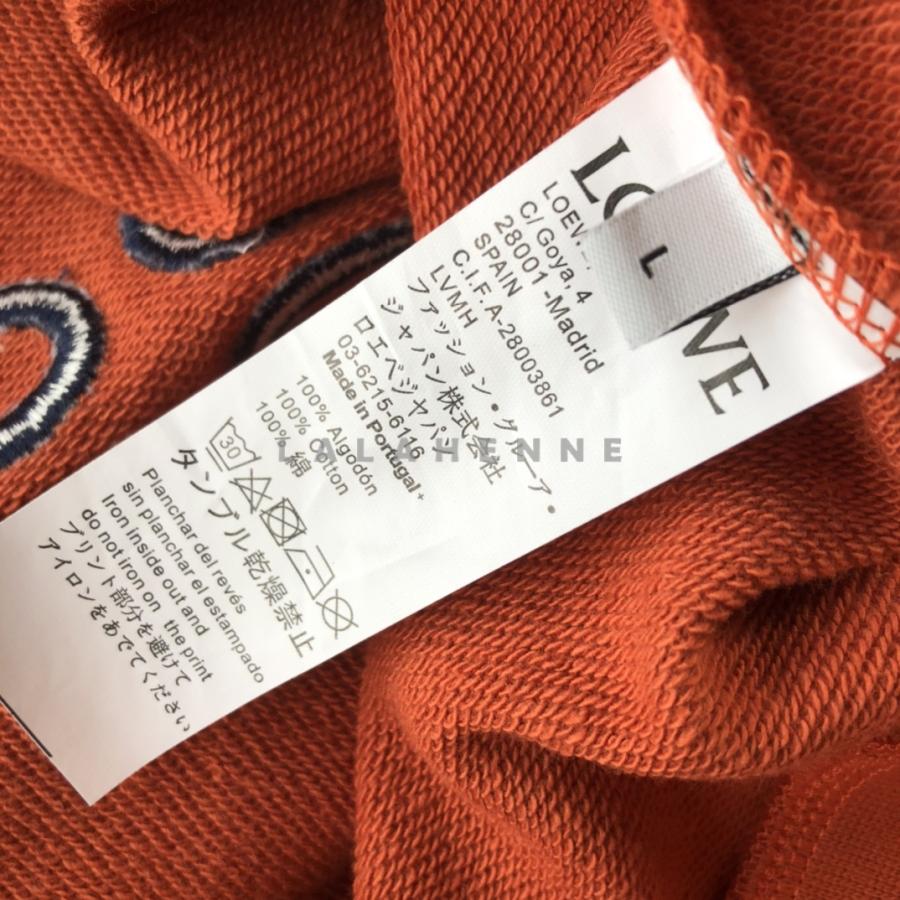 LOEWE
L
C/ Goya, 4
28001 -Madrid
SPAIN
C.I.F.A-28003861
LVMH
ファッション・グループ・
ジャパン株式会社
ロエベジャパン
03-6215-6116
Made in Portugal
100% Algodón
100% Cotton
100% 綿
30
タンブル乾燥禁止
Planchar del revés
sin planchar el estampado
Iron inside out and
do not iron on the print
プリント部分を避けて
アイロンをあでてください
LALAHENNE